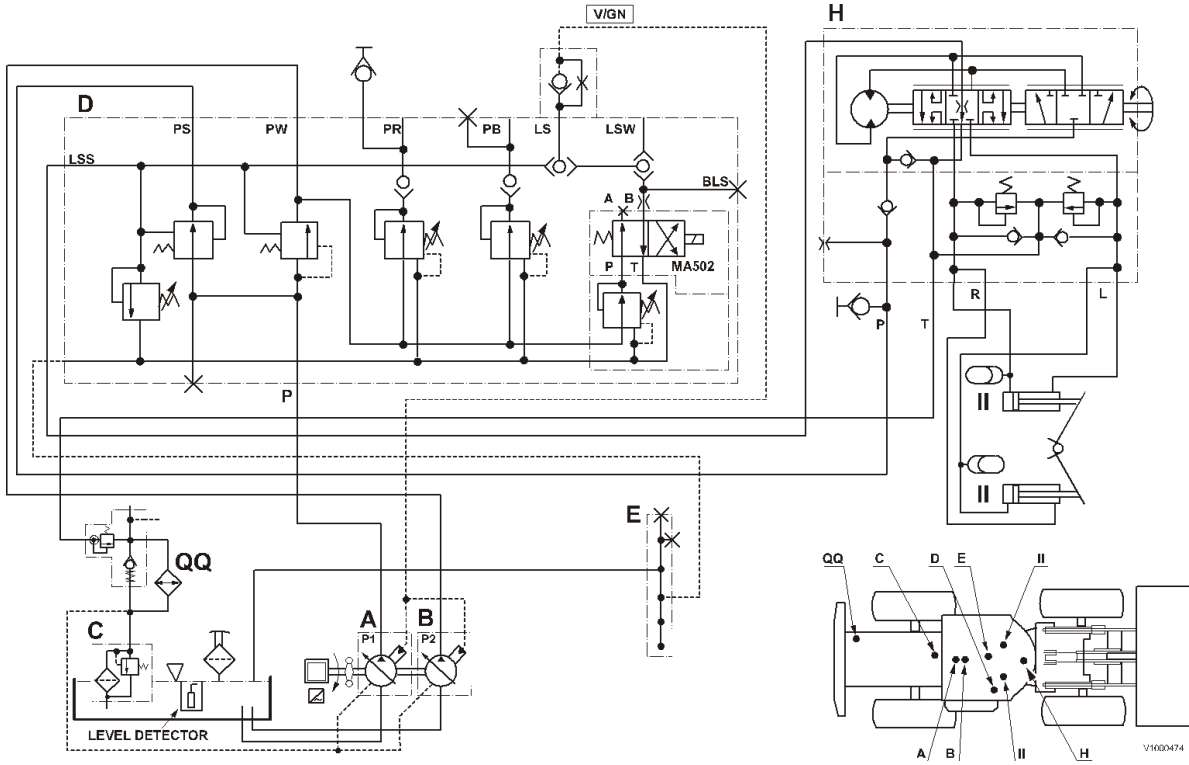 V/GN
H
D
PS
PW
PR
PB
LS
LSW
LSS
BLS
A
B
P
T
MA502
P
R
L
P
T
II
II
E
QQ
C
A
B
P1
P2
LEVEL DETECTOR
QQ
C
D
E
II
A
B
II
H
V1000474